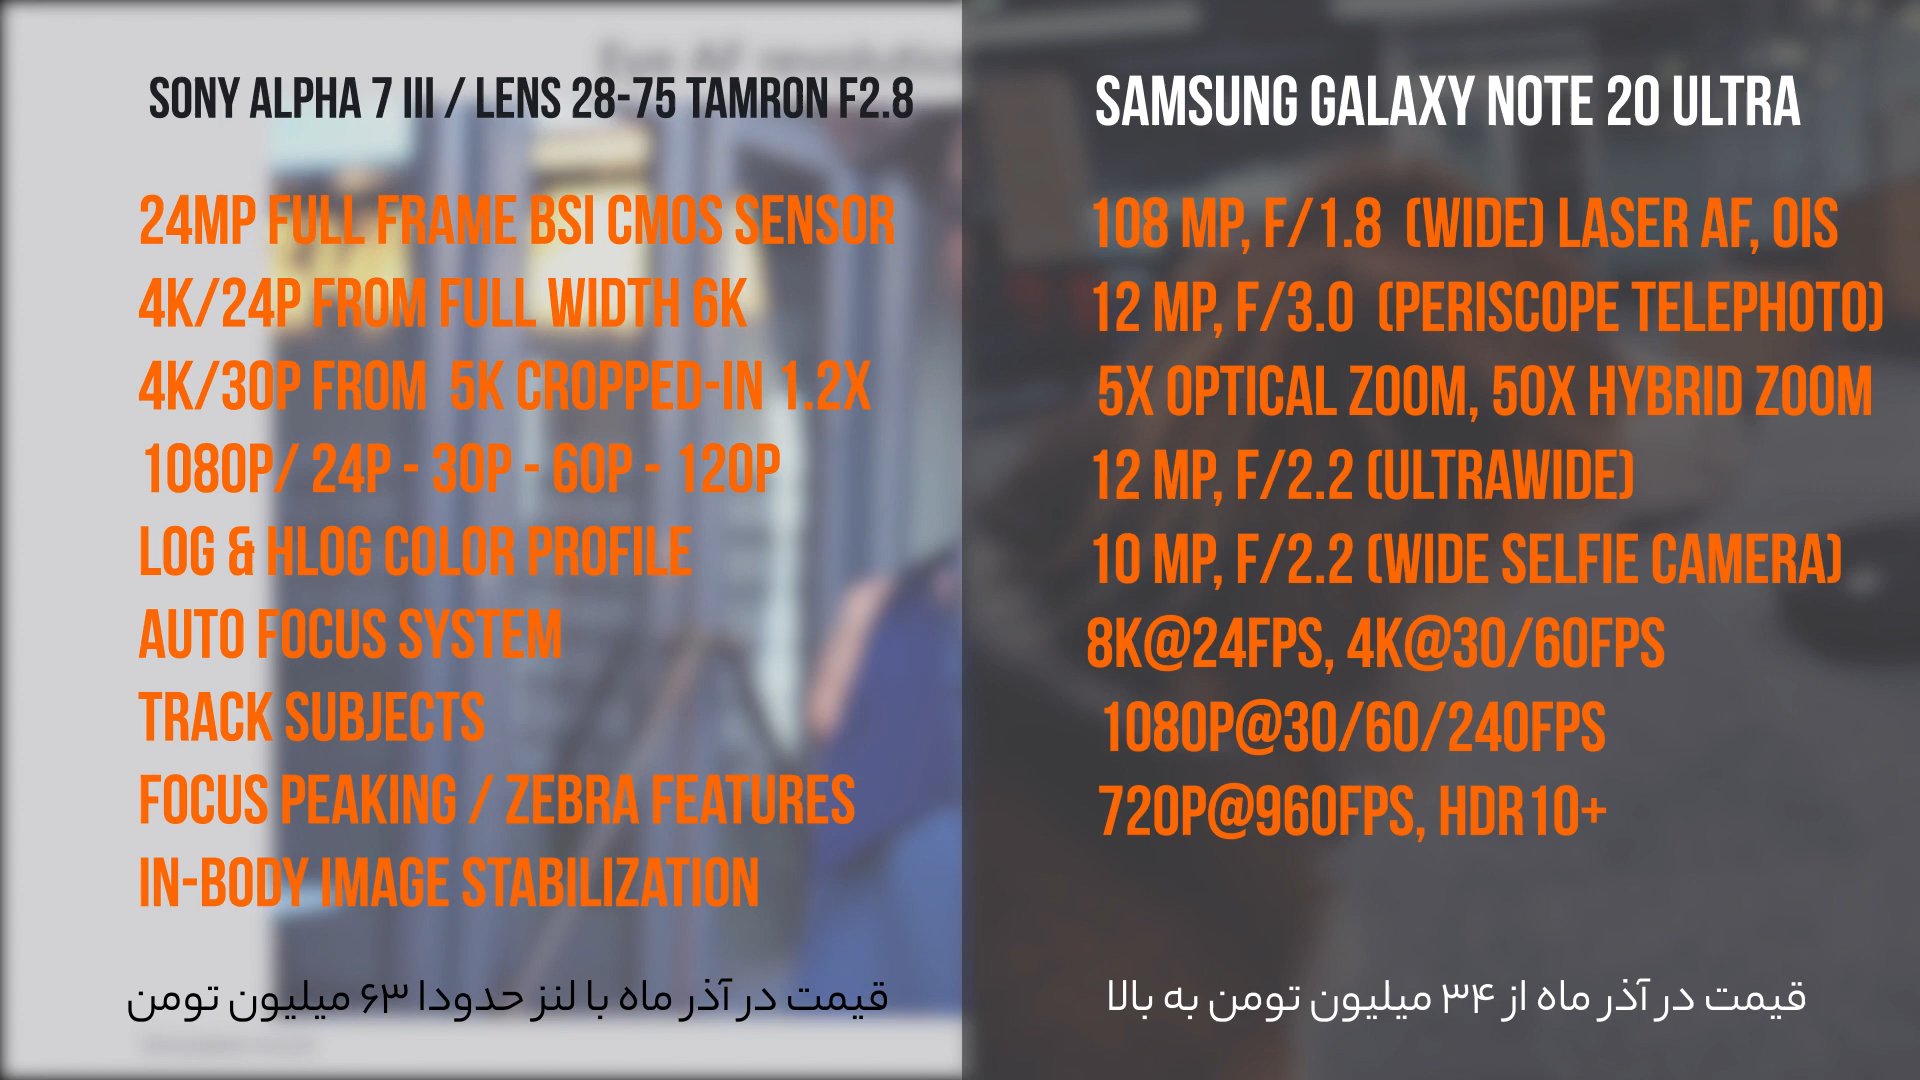 SONY ALPHA 7 III / LENS 28-75 TAMRON F2.8
24MP FULL FRAME BSI CMOS SENSOR
4K/24P FROM FULL WIDTH 6K
4K/30P FROM 5K CROPPED-IN 1.2X
1080P/ 24P - 30P - 60P - 120P
LOG & HLOG COLOR PROFILE
AUTO FOCUS SYSTEM
TRACK SUBJECTS
FOCUS PEAKING / ZEBRA FEATURES
IN-BODY IMAGE STABILIZATION
قیمت در آذر ماه با لنز حدودا ۶۳ میلیون تومن
SAMSUNG GALAXY NOTE 20 ULTRA
108 MP, F/1.8 (WIDE) LASER AF, OIS
12 MP, F/3.0 (PERISCOPE TELEPHOTO)
5X OPTICAL ZOOM, 50X HYBRID ZOOM
12 MP, F/2.2 (ULTRAWIDE)
10 MP, F/2.2 (WIDE SELFIE CAMERA)
8K@24FPS, 4K@30/60FPS
1080P@30/60/240FPS
720P@960FPS, HDR10+
قیمت در آذر ماه از ۳۴ میلیون تومن به بالا